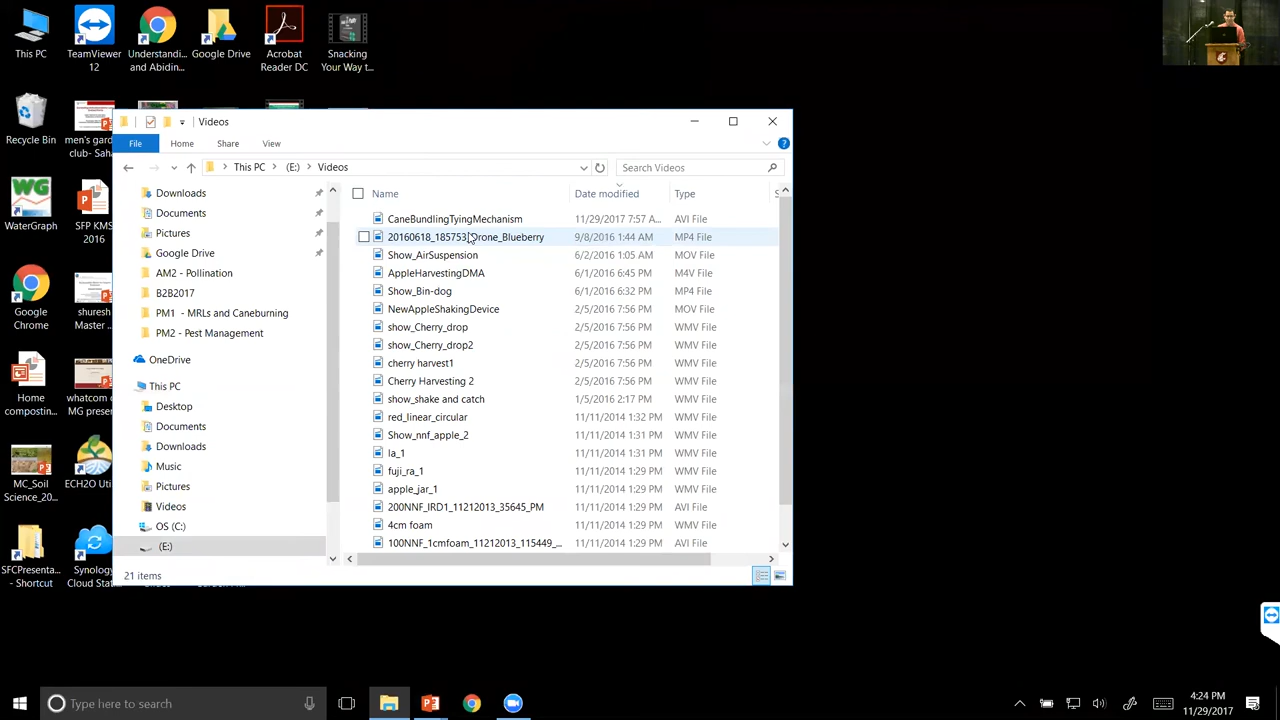 This PC
TeamViewer
12
Understandi...
and Abidin...
Google Drive
Acrobat
Reader DC
Snacking
Your Way t...
Recycle Bin
men's gard
club- Saha
WaterGraph
SFP KMS
2016
Google
Chrome
shuresh
Master
Home
composting...
whatcom c
MG presen
MC_Soil
Science_20...
ECH2O Util
SFCPresenta...
- Shortcut
Synology
Cloud Stat
Videos
File
Home
Share
View
This PC
(E:)
Videos
Search Videos
Downloads
Documents
Pictures
Google Drive
AM2 - Pollination
B2B2017
PM1 - MRLs and Caneburning
PM2 - Pest Management
OneDrive
This PC
Desktop
Documents
Downloads
Music
Pictures
Videos
OS (C:)
(E:)
Name Date modified Type
CaneBundlingTyingMechanism 11/29/2017 7:57 A... AVI File
20160618_185753_Drone_Blueberry 9/8/2016 1:44 AM MP4 File
Show_AirSuspension 6/2/2016 1:05 AM MOV File
AppleHarvestingDMA 6/1/2016 6:45 PM M4V File
Show_Bin-dog 6/1/2016 6:32 PM MP4 File
NewAppleShakingDevice 2/5/2016 7:56 PM MOV File
show_Cherry_drop 2/5/2016 7:56 PM WMV File
show_Cherry_drop2 2/5/2016 7:56 PM WMV File
cherry harvest1 2/5/2016 7:56 PM WMV File
Cherry Harvesting 2 2/5/2016 7:56 PM WMV File
show_shake and catch 1/5/2016 2:17 PM WMV File
red_linear_circular 11/11/2014 1:32 PM WMV File
Show_nnf_apple_2 11/11/2014 1:31 PM WMV File
la_1 11/11/2014 1:31 PM WMV File
fuji_ra_1 11/11/2014 1:29 PM WMV File
apple_jar_1 11/11/2014 1:29 PM WMV File
200NNF_IRD1_11212013_35645_PM 11/11/2014 1:29 PM AVI File
4cm foam 11/11/2014 1:29 PM WMV File
100NNF_1cmfoam_11212013_115449_... 11/11/2014 1:29 PM AVI File
21 items
Type here to search
4:24 PM
11/29/2017